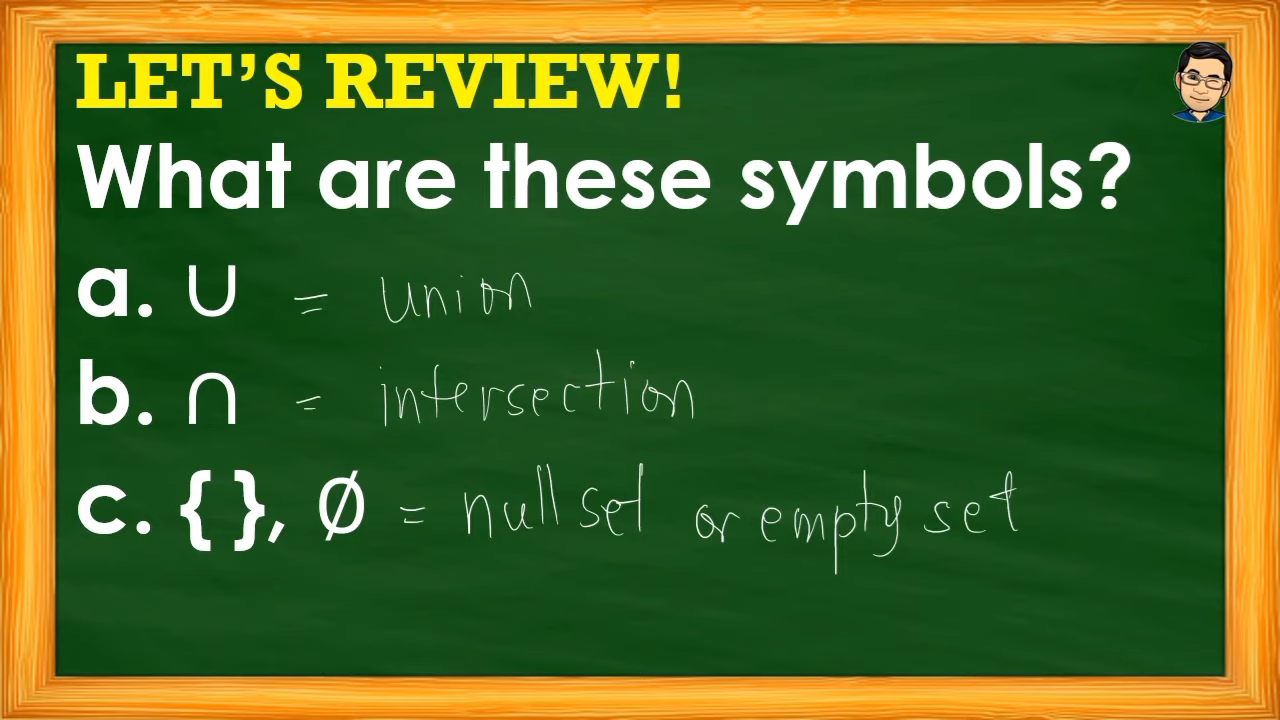 LET'S REVIEW!
What are these symbols?
a. ∪ = union
b. ∩ = intersection
c. { }, Ø = null set or empty set